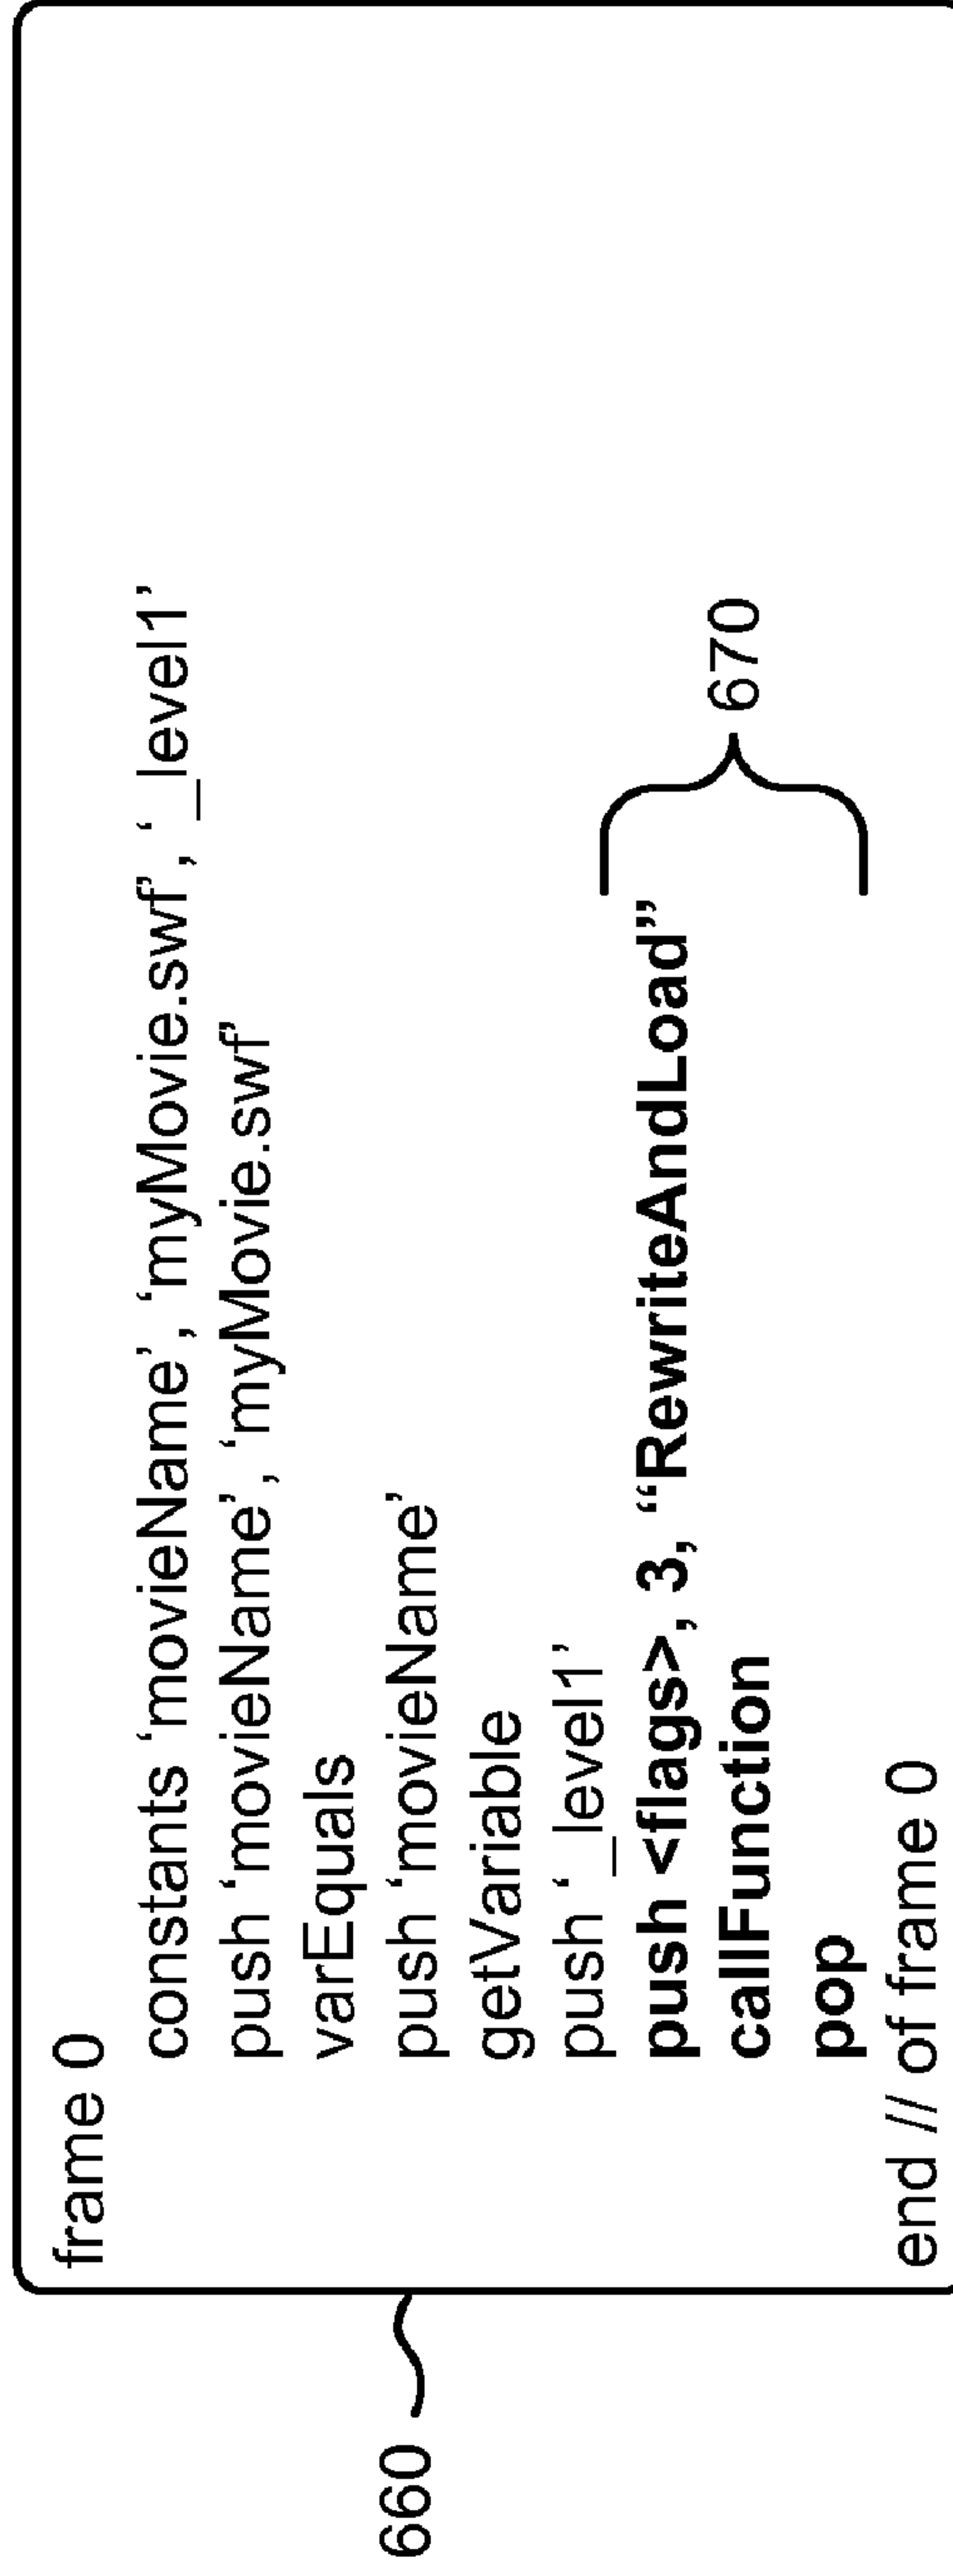 frame 0
constants ‘movieName’, ‘myMovie.swf’, ‘_level1’
push ‘movieName’, ‘myMovie.swf’
varEquals
push ‘movieName’
getVariable
push ‘_level1’
push <flags>, 3, “RewriteAndLoad”
callFunction
pop
end // of frame 0
670
660